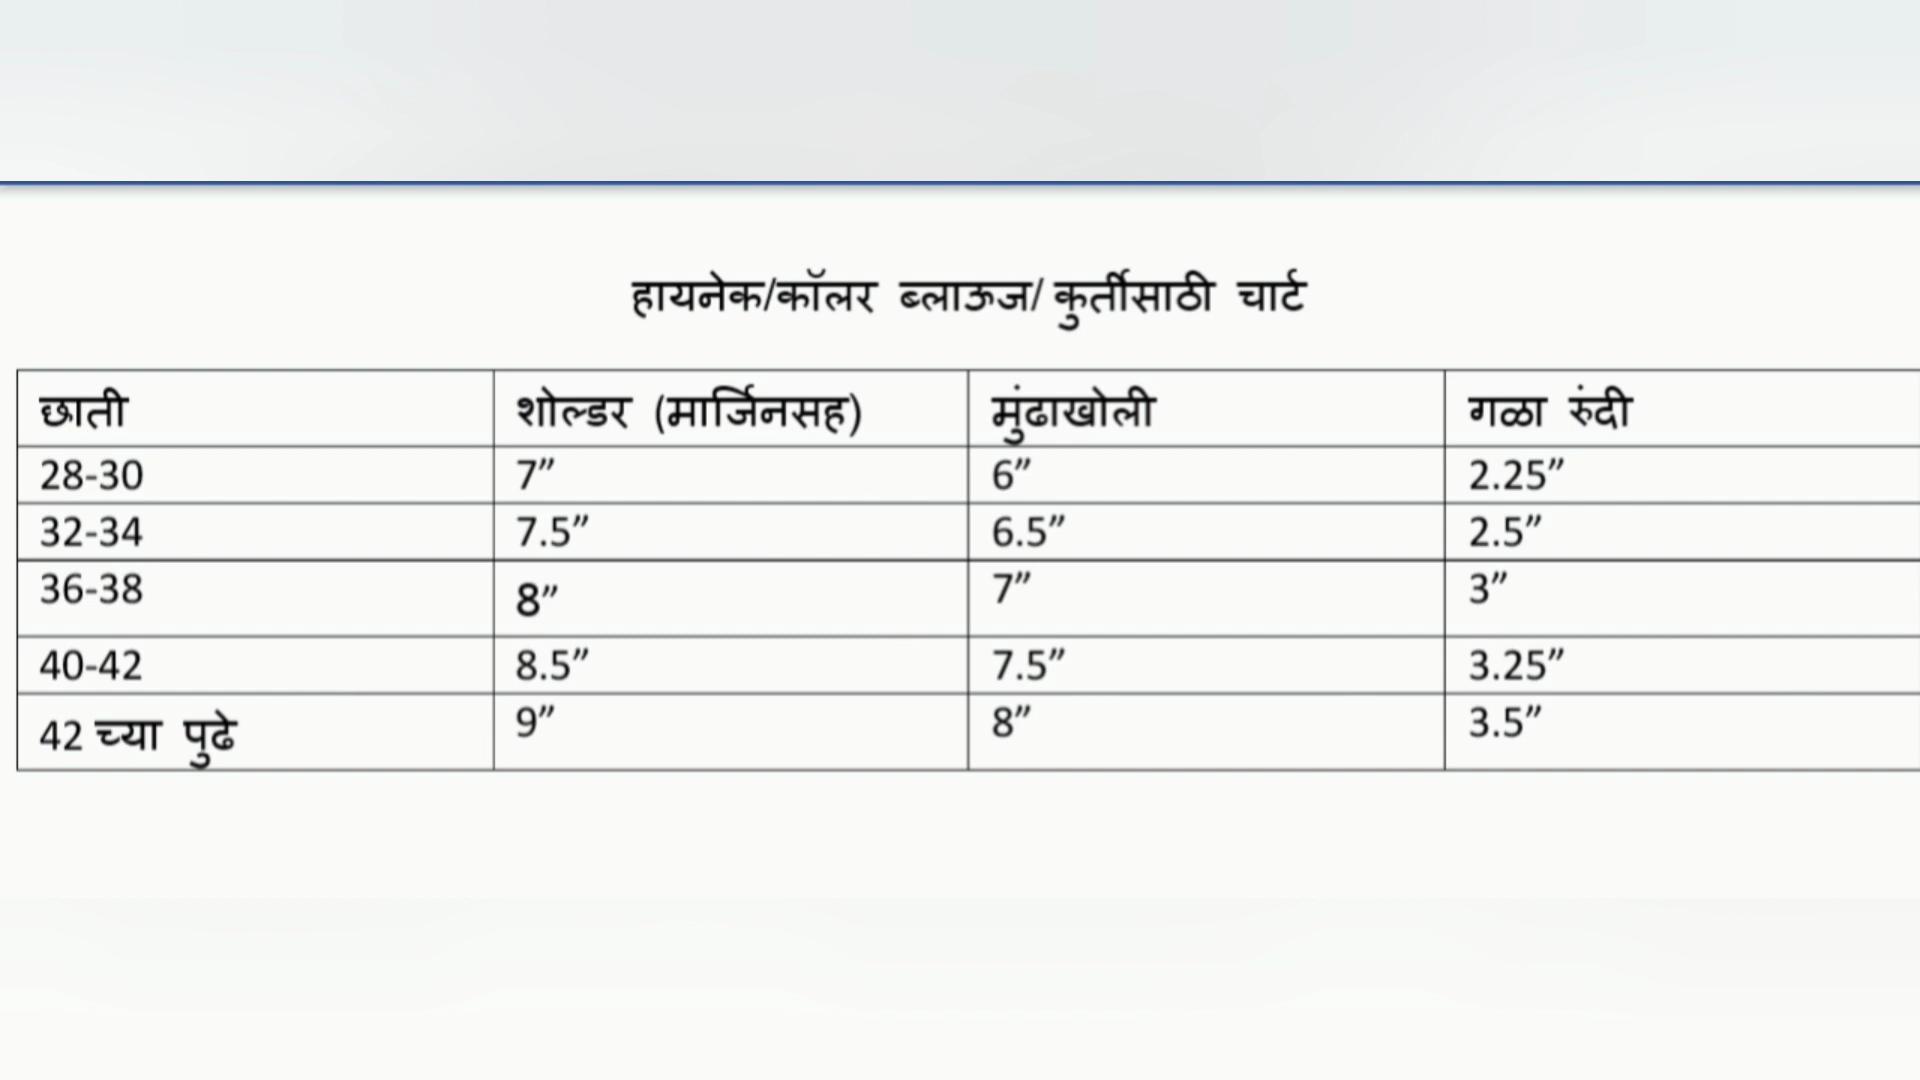 हायनेक/कॉलर ब्लाऊज/ कुर्तीसाठी चार्ट
छाती शोल्डर (मार्जिनसह) मुंढाखोली गळा रुंदी
28-30 7” 6” 2.25”
32-34 7.5” 6.5” 2.5”
36-38 8” 7” 3”
40-42 8.5” 7.5” 3.25”
42 च्या पुढे 9” 8” 3.5”